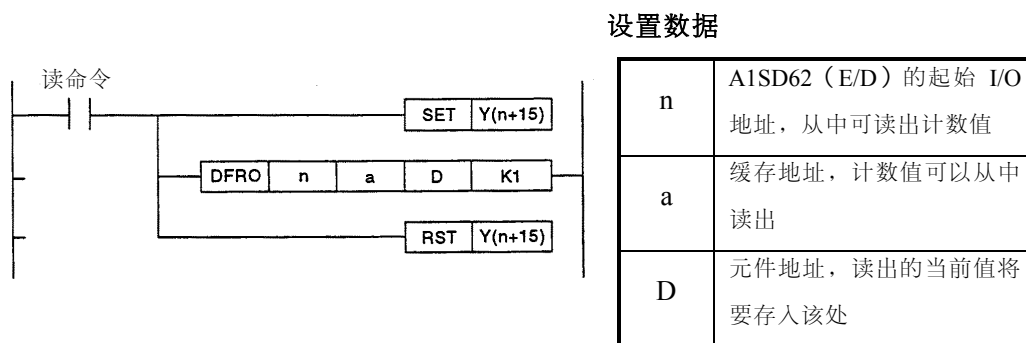 设置数据
读命令
SET Y(n+15)
DFRO n a D K1
RST Y(n+15)
n
A1SD62（E/D）的起始 I/O
地址，从中可读出计数值
a
缓存地址，计数值可以从中
读出
D
元件地址，读出的当前值将
要存入该处